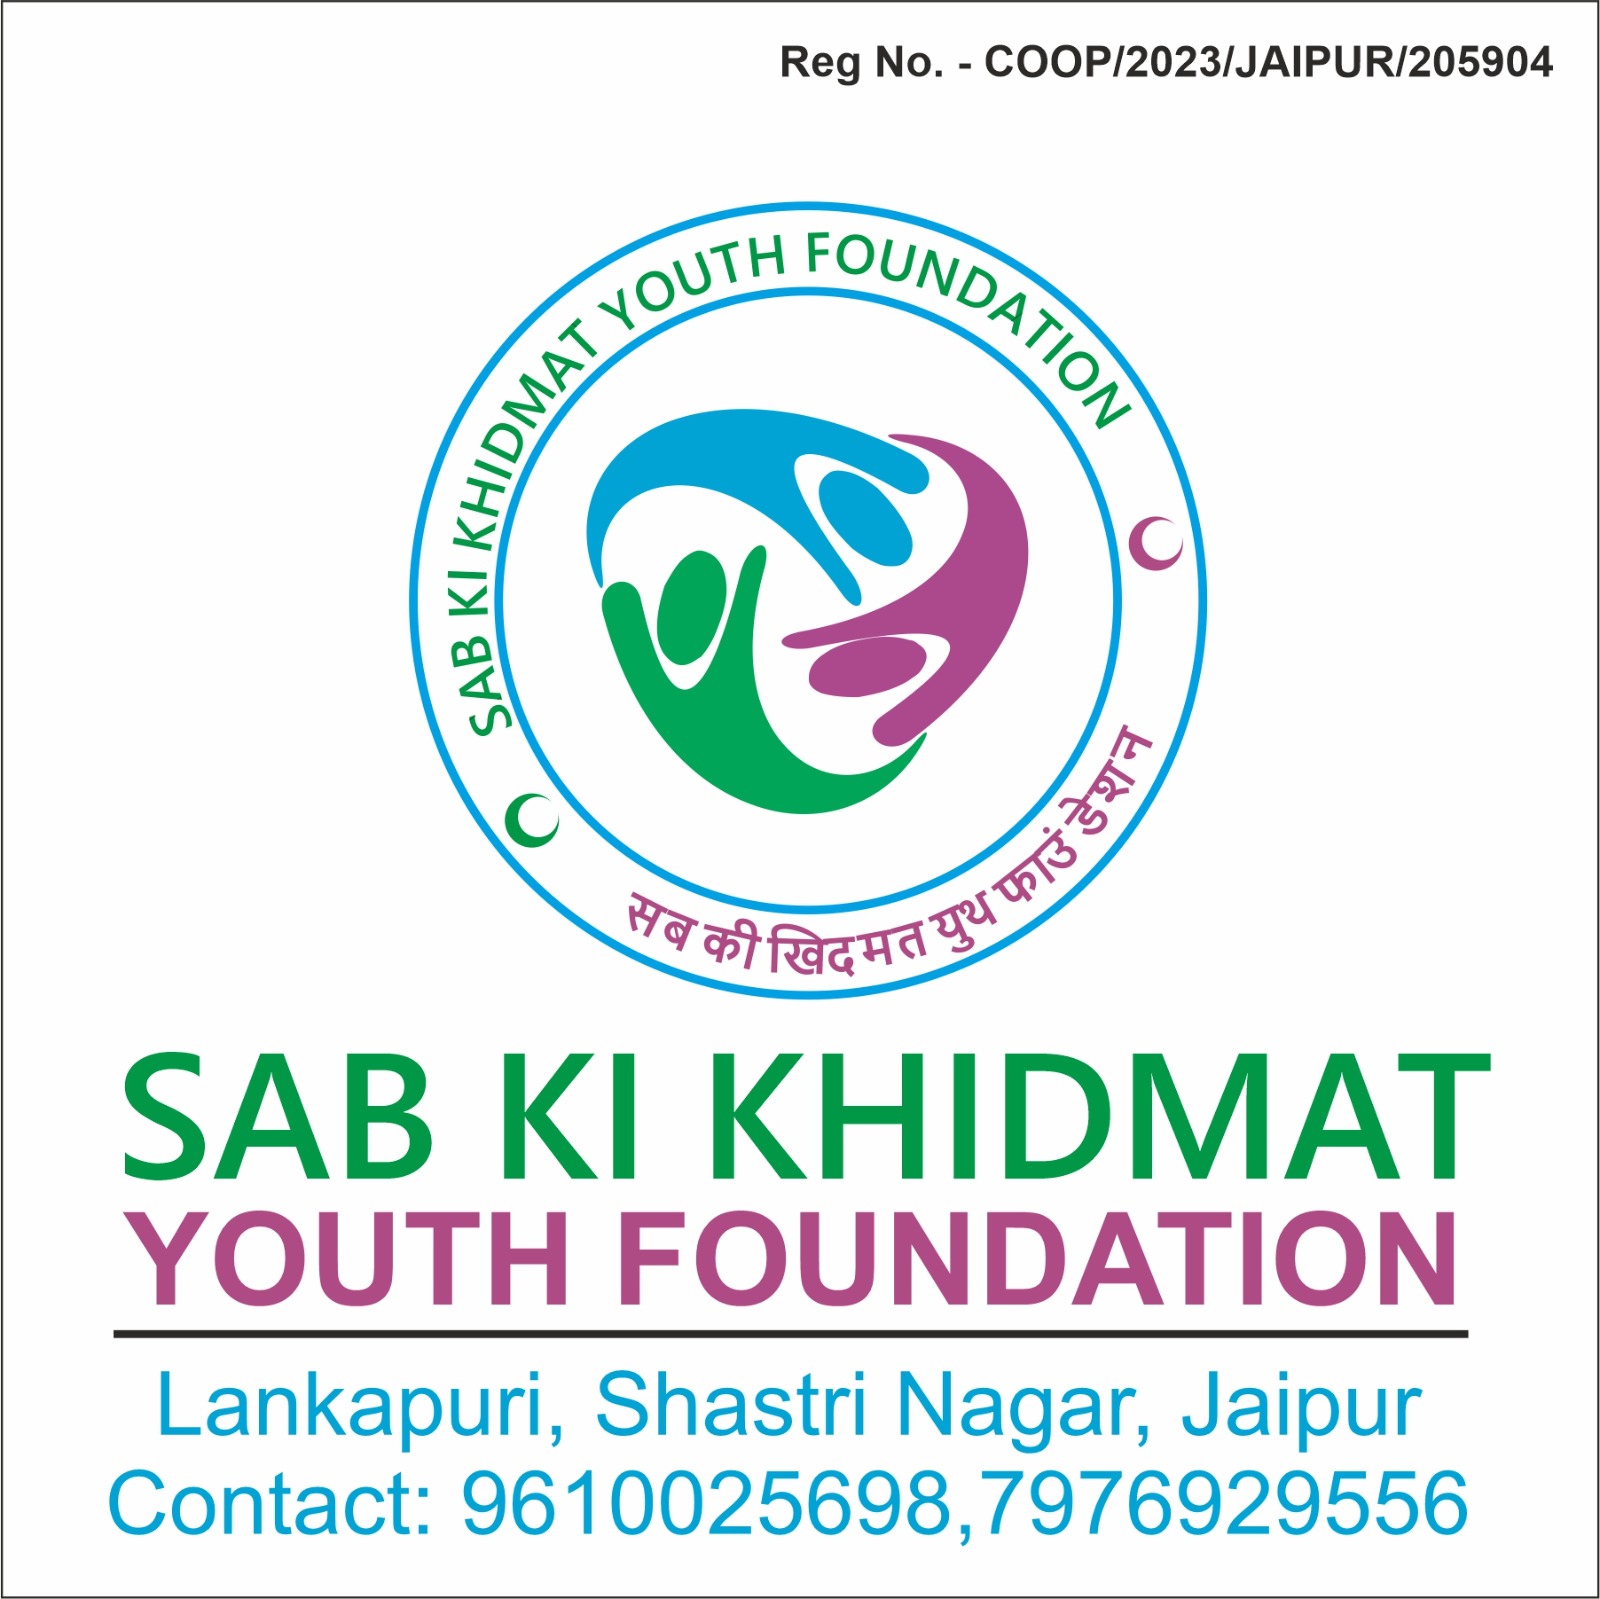 Reg No. - COOP/2023/JAIPUR/205904
SAB KI KHIDMAT YOUTH FOUNDATION
सब की खिदमत युथ फाउंडेशन
SAB KI KHIDMAT
YOUTH FOUNDATION
Lankapuri, Shastri Nagar, Jaipur
Contact: 9610025698,7976929556